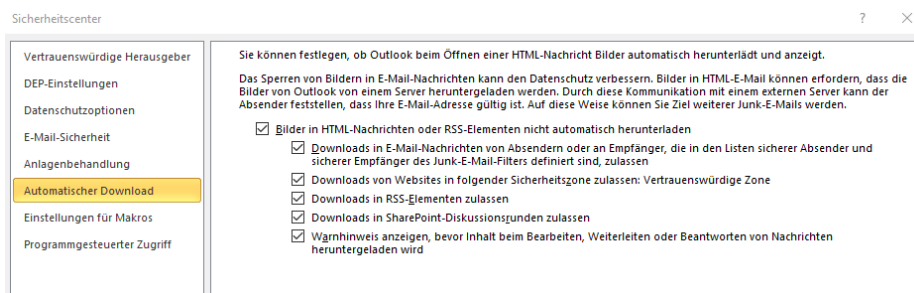 Sicherheitscenter
?
Vertrauenswürdige Herausgeber
DEP-Einstellungen
Datenschutzoptionen
E-Mail-Sicherheit
Anlagenbehandlung
Automatischer Download
Einstellungen für Makros
Programmgesteuerter Zugriff
Sie können festlegen, ob Outlook beim Öffnen einer HTML-Nachricht Bilder automatisch herunterlädt und anzeigt.
Das Sperren von Bildern in E-Mail-Nachrichten kann den Datenschutz verbessern. Bilder in HTML-E-Mail können erfordern, dass die
Bilder von Outlook von einem Server heruntergeladen werden. Durch diese Kommunikation mit einem externen Server kann der
Absender feststellen, dass Ihre E-Mail-Adresse gültig ist. Auf diese Weise können Sie Ziel weiterer Junk-E-Mails werden.
Bilder in HTML-Nachrichten oder RSS-Elementen nicht automatisch herunterladen
Downloads in E-Mail-Nachrichten von Absendern oder an Empfänger, die in den Listen sicherer Absender und
sicherer Empfänger des Junk-E-Mail-Filters definiert sind, zulassen
Downloads von Websites in folgender Sicherheitszone zulassen: Vertrauenswürdige Zone
Downloads in RSS-Elementen zulassen
Downloads in SharePoint-Diskussionsrunden zulassen
Warnhinweis anzeigen, bevor Inhalt beim Bearbeiten, Weiterleiten oder Beantworten von Nachrichten
heruntergeladen wird